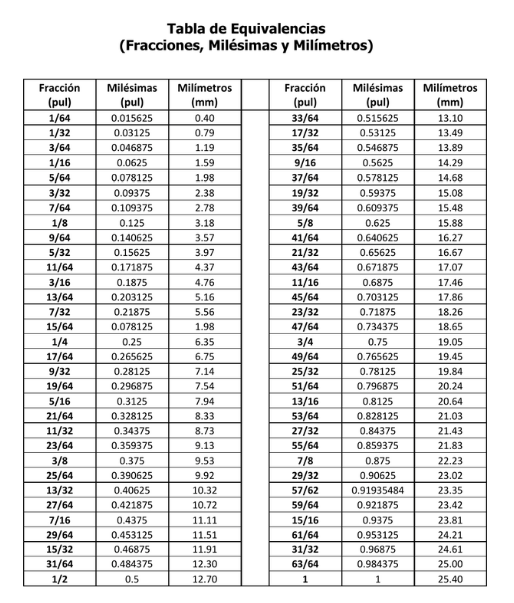 Tabla de Equivalencias
(Fracciones, Milésimas y Milímetros)
Fracción Milésimas Milímetros Fracción Milésimas Milímetros
(pul) (pul) (mm) (pul) (pul) (mm)
1/64 0.015625 0.40 33/64 0.515625 13.10
1/32 0.03125 0.79 17/32 0.53125 13.49
3/64 0.046875 1.19 35/64 0.546875 13.89
1/16 0.0625 1.59 9/16 0.5625 14.29
5/64 0.078125 1.98 37/64 0.578125 14.68
3/32 0.09375 2.38 19/32 0.59375 15.08
7/64 0.109375 2.78 39/64 0.609375 15.48
1/8 0.125 3.18 5/8 0.625 15.88
9/64 0.140625 3.57 41/64 0.640625 16.27
5/32 0.15625 3.97 21/32 0.65625 16.67
11/64 0.171875 4.37 43/64 0.671875 17.07
3/16 0.1875 4.76 11/16 0.6875 17.46
13/64 0.203125 5.16 45/64 0.703125 17.86
7/32 0.21875 5.56 23/32 0.71875 18.26
15/64 0.078125 1.98 47/64 0.734375 18.65
1/4 0.25 6.35 3/4 0.75 19.05
17/64 0.265625 6.75 49/64 0.765625 19.45
9/32 0.28125 7.14 25/32 0.78125 19.84
19/64 0.296875 7.54 51/64 0.796875 20.24
5/16 0.3125 7.94 13/16 0.8125 20.64
21/64 0.328125 8.33 53/64 0.828125 21.03
11/32 0.34375 8.73 27/32 0.84375 21.43
23/64 0.359375 9.13 55/64 0.859375 21.83
3/8 0.375 9.53 7/8 0.875 22.23
25/64 0.390625 9.92 29/32 0.90625 23.02
13/32 0.40625 10.32 57/62 0.91935484 23.35
27/64 0.421875 10.72 59/64 0.921875 23.42
7/16 0.4375 11.11 15/16 0.9375 23.81
29/64 0.453125 11.51 61/64 0.953125 24.21
15/32 0.46875 11.91 31/32 0.96875 24.61
31/64 0.484375 12.30 63/64 0.984375 25.00
1/2 0.5 12.70 1 1 25.40